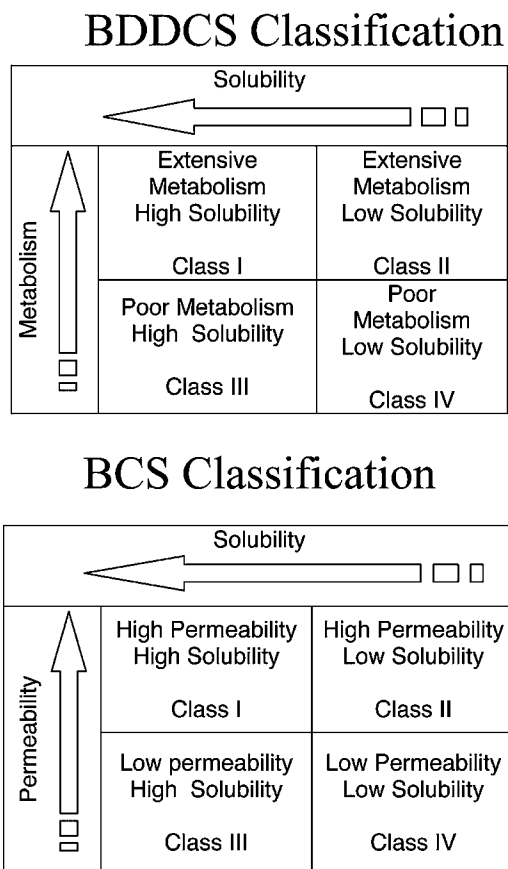 BDDCS Classification
Solubility
Metabolism
Extensive
Metabolism
High Solubility
Class I
Extensive
Metabolism
Low Solubility
Class II
Poor Metabolism
High Solubility
Class III
Poor
Metabolism
Low Solubility
Class IV
BCS Classification
Solubility
Permeability
High Permeability
High Solubility
Class I
High Permeability
Low Solubility
Class II
Low permeability
High Solubility
Class III
Low Permeability
Low Solubility
Class IV